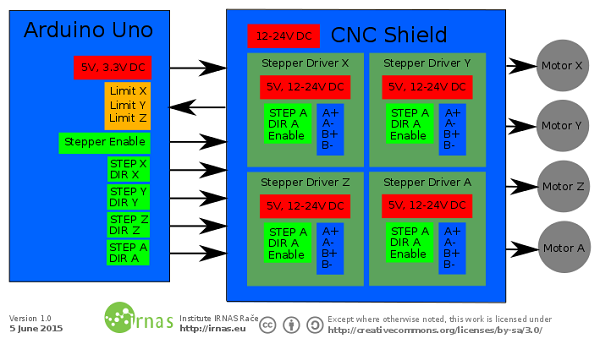 Arduino Uno
5V, 3.3V DC
Limit X
Limit Y
Limit Z
Stepper Enable
STEP X
DIR X
STEP Y
DIR Y
STEP Z
DIR Z
STEP A
DIR A
12-24V DC
CNC Shield
Stepper Driver X
5V, 12-24V DC
STEP A
DIR A
Enable
A+
A-
B+
B-
Stepper Driver Y
5V, 12-24V DC
STEP A
DIR A
Enable
A+
A-
B+
B-
Stepper Driver Z
5V, 12-24V DC
STEP A
DIR A
Enable
A+
A-
B+
B-
Stepper Driver A
5V, 12-24V DC
STEP A
DIR A
Enable
A+
A-
B+
B-
Motor X
Motor Y
Motor Z
Motor A
Version 1.0
5 June 2015
irnas
Institute IRNAS Rače
http://irnas.eu
cc
Except where otherwise noted, this work is licensed under
http://creativecommons.org/licenses/by-sa/3.0/